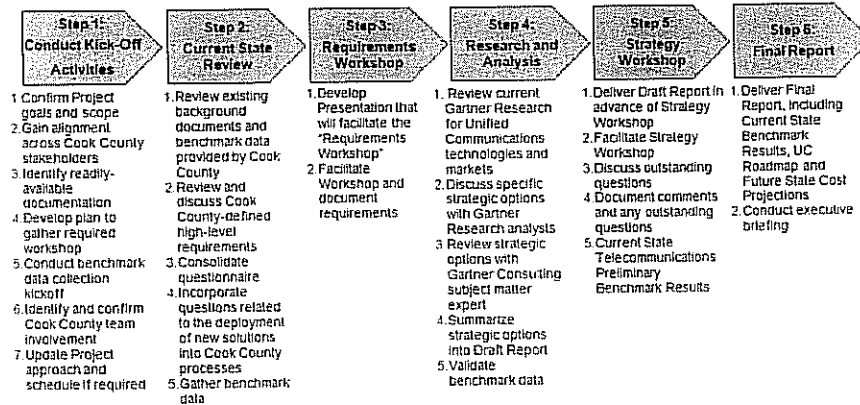 Step 1:
Conduct Kick-Off
Activities
1. Confirm Project
goals and scope
2. Gain alignment
across Cook County
stakeholders
3. Identify readily-
available
documentation
4. Develop plan to
gather required
workshop
5. Conduct benchmark
data collection
kickoff
6. Identify and confirm
Cook County team
involvement
7. Update Project
approach and
schedule if required
Step 2:
Current State
Review
1. Review existing
background
documents and
benchmark data
provided by Cook
County
2. Review and
discuss Cook
County-defined
high-level
requirements
3. Consolidate
questionnaire
4. Incorporate
questions related
to the deployment
of new solutions
into Cook County
processes
5. Gather benchmark
data
Step 3:
Requirements
Workshop
1. Develop
Presentation that
will facilitate the
"Requirements
Workshop"
2. Facilitate
Workshop and
document
requirements
Step 4:
Research and
Analysis
1. Review current
Gartner Research
for Unified
Communications
technologies and
markets
2. Discuss specific
strategic options
with Gartner
Research analysts
3. Review strategic
options with
Gartner Consulting
subject matter
expert
4. Summarize
strategic options
into Draft Report
5. Validate
benchmark data
Step 5:
Strategy
Workshop
1. Deliver Draft Report in
advance of Strategy
Workshop
2. Facilitate Strategy
Workshop
3. Discuss outstanding
questions
4. Document comments
and any outstanding
questions
5. Current State
Telecommunications
Preliminary
Benchmark Results
Step 6:
Final Report
1. Deliver Final
Report, including
Current State
Benchmark
Results, UC
Roadmap and
Future State Cost
Projections
2. Conduct executive
briefing